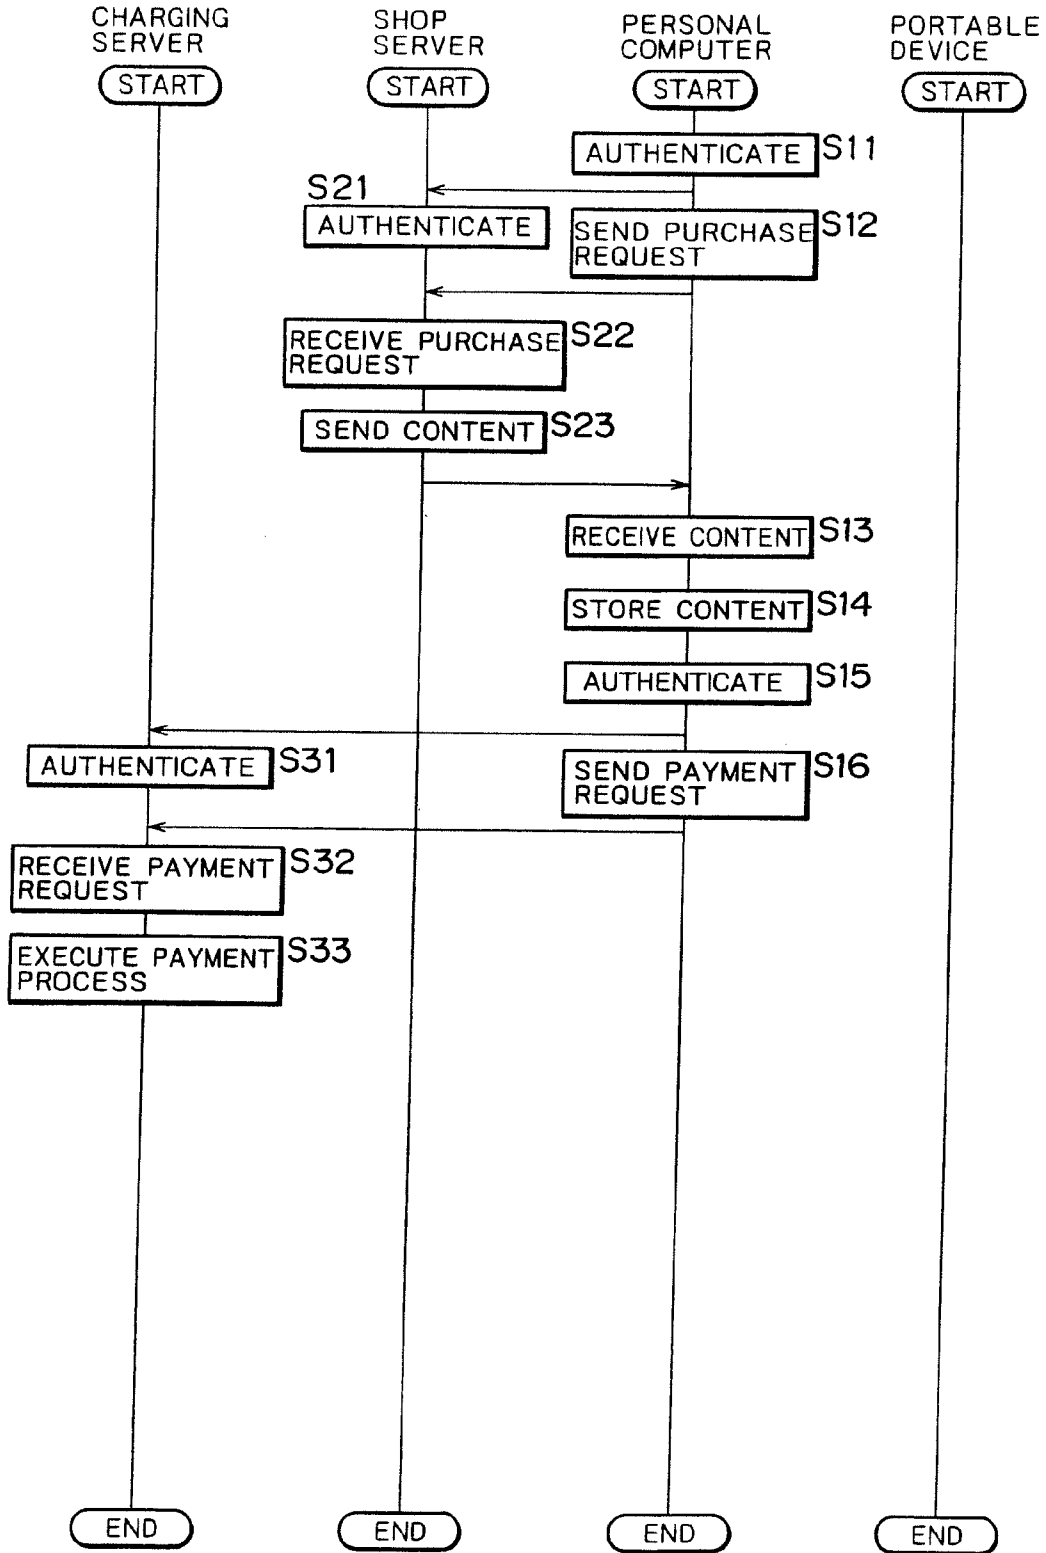 CHARGING
SERVER
SHOP
SERVER
PERSONAL
COMPUTER
PORTABLE
DEVICE
START
START
START
START
AUTHENTICATE
S11
S21
AUTHENTICATE
SEND PURCHASE
REQUEST
S12
RECEIVE PURCHASE
REQUEST
S22
SEND CONTENT
S23
RECEIVE CONTENT
S13
STORE CONTENT
S14
AUTHENTICATE
S15
AUTHENTICATE
S31
SEND PAYMENT
REQUEST
S16
RECEIVE PAYMENT
REQUEST
S32
EXECUTE PAYMENT
PROCESS
S33
END
END
END
END